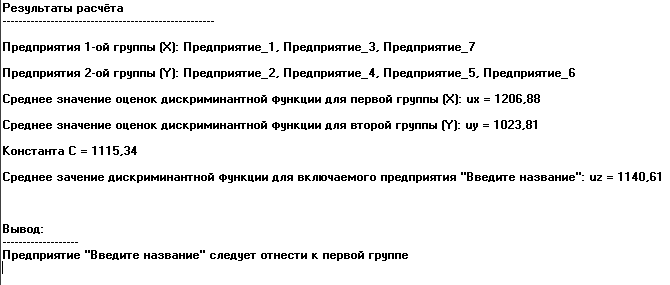 Результаты расчёта
-----------------------------------------------------
Предприятия 1-ой группы (X): Предприятие_1, Предприятие_3, Предприятие_7
Предприятия 2-ой группы (Y): Предприятие_2, Предприятие_4, Предприятие_5, Предприятие_6
Среднее значение оценок дискриминантной функции для первой группы (X): ux = 1206,88
Среднее значение оценок дискриминантной функции для второй группы (Y): uy = 1023,81
Константа C = 1115,34
Среднее зачение дискриминантной функции для включаемого предприятия "Введите название": uz = 1140,61
Вывод:
-------------------
Предприятие "Введите название" следует отнести к первой группе